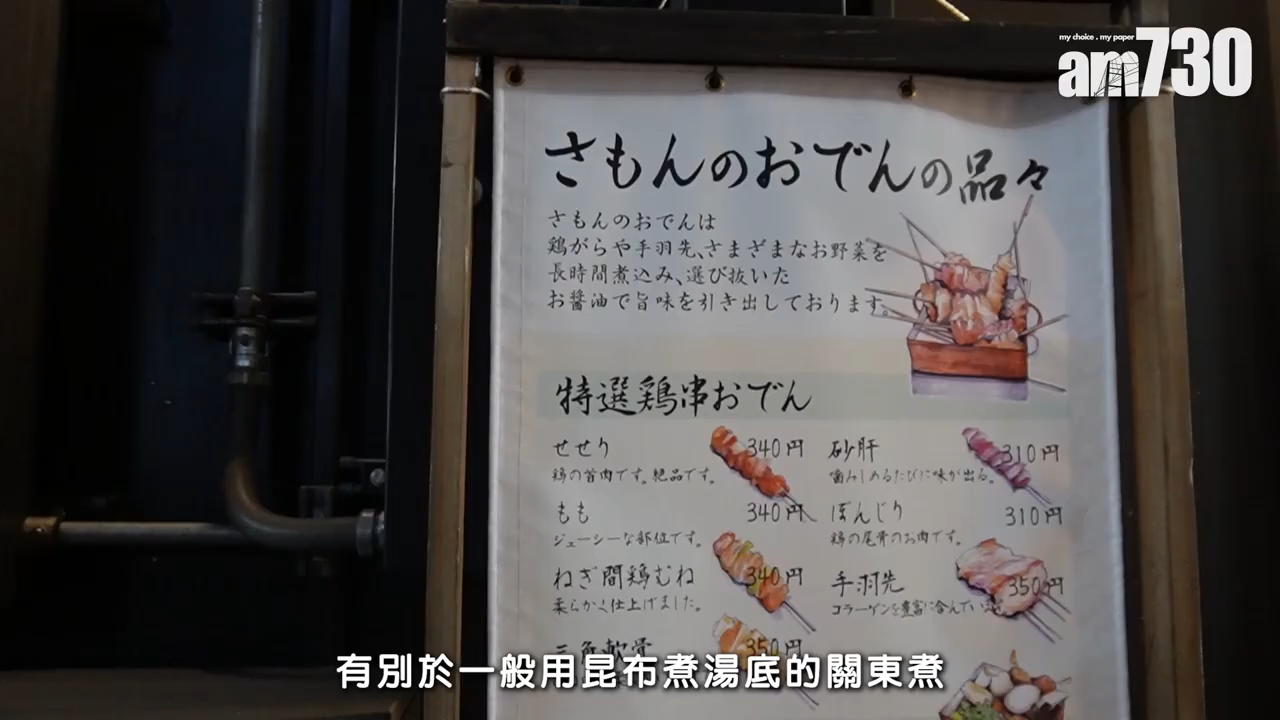 my choice . my paper
am730
さもんのおでんの品々
さもんのおでんは
鶏がらや手羽先、さまざまなお野菜を
長時間煮込み、選び抜いた
お醤油で旨味を引き出しております。
特選鶏串おでん
せせり 340円
鶏の首肉です。絶品です。
もも 340円
ジューシーな部位です。
ねぎ間鶏むね 340円
柔らかく仕上げました。
三角軟骨 350円
砂肝 310円
噛みしめるたびに味が出る。
ぼんじり 310円
鶏の尾骨のお肉です。
手羽先 350円
コラーゲンを豊富に含んでいます。
有別於一般用昆布煮湯底的關東煮